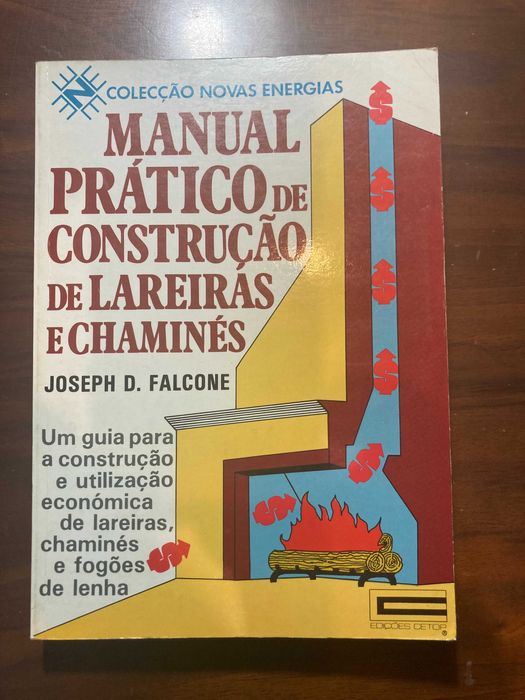 N
COLECÇÃO NOVAS ENERGIAS
MANUAL
PRÁTICO DE
CONSTRUÇÃO
DE LAREIRAS
E CHAMINÉS
JOSEPH D. FALCONE
Um guia para
a construção
e utilização
económica
de lareiras,
chaminés
e fogões
de lenha
EDIÇÕES CETOP
®